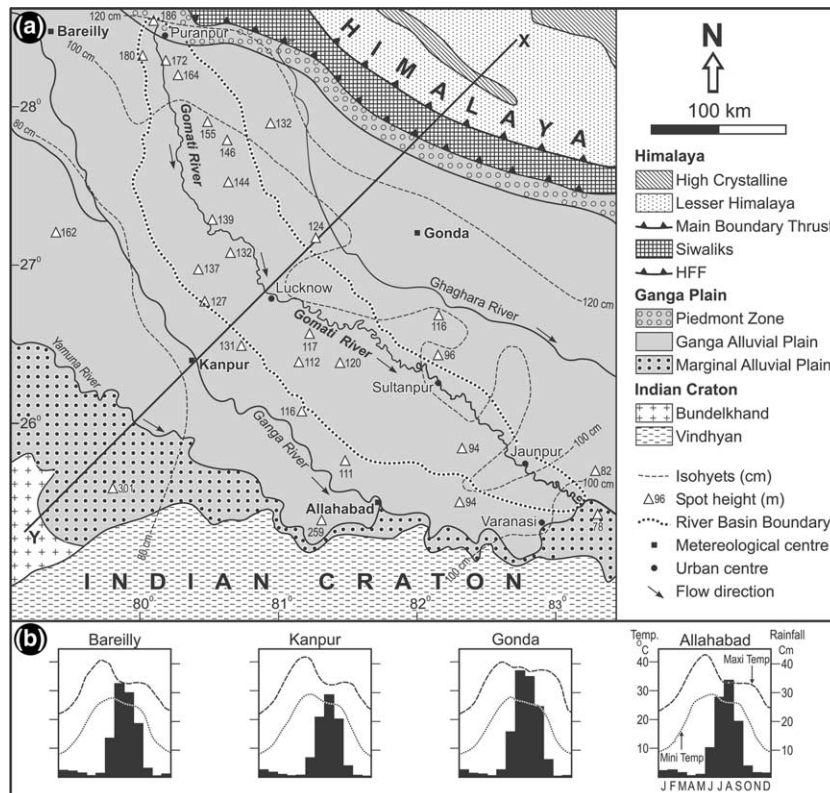 (a)
120 cm
186
Bareilly
Puranpur
100 cm
180
172
164
X
HIMALAYA
28°
80 cm
155
132
146
Gomati River
144
139
124
162
Gonda
132
27°
137
Lucknow
Ghaghara River
120 cm
127
116
Gomati River
117
131
Kanpur
112
120
96
Yamuna River
Sultanpur
26°
116
Ganga River
100 cm
94
Jaunpur
111
82
100 cm
301
94
Allahabad
Varanasi
78
259
Y
80 cm
100 cm
INDIAN CRATON
80°
81°
82°
83°
N
100 km
Himalaya
High Crystalline
Lesser Himalaya
Main Boundary Thrust
Siwaliks
HFF
Ganga Plain
Piedmont Zone
Ganga Alluvial Plain
Marginal Alluvial Plain
Indian Craton
Bundelkhand
Vindhyan
Isohyets (cm)
96 Spot height (m)
River Basin Boundary
Metereological centre
Urban centre
Flow direction
(b)
Bareilly
Kanpur
Gonda
Allahabad
Temp. °C
Rainfall Cm
40
30
20
10
Maxi Temp
Mini Temp
40
30
20
10
J F M A M J J A S O N D